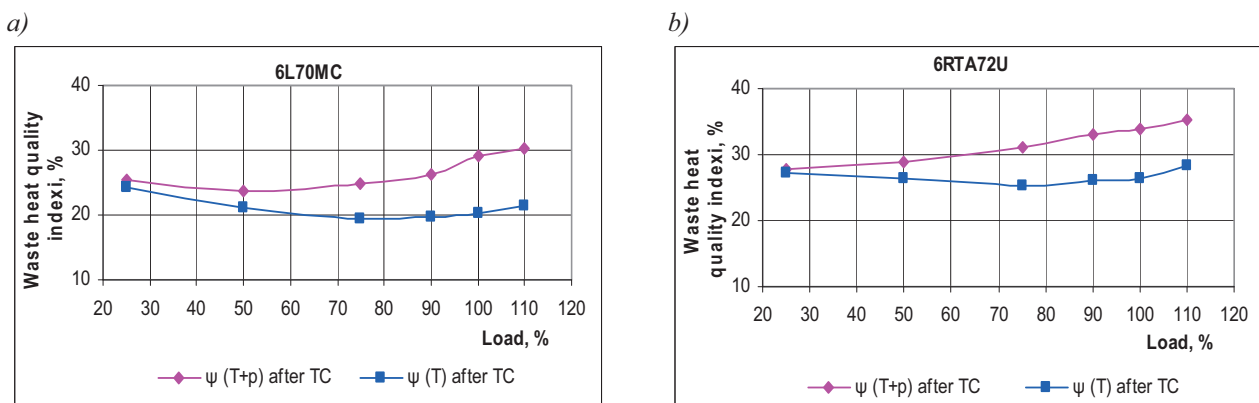 a)
6L70MC
Waste heat quality
indexi, %
40
30
20
10
20 30 40 50 60 70 80 90 100 110 120
Load, %
ψ (T+p) after TC ψ (T) after TC
b)
6RTA72U
Waste heat
quality indexi, %
40
30
20
10
20 30 40 50 60 70 80 90 100 110 120
Load, %
ψ (T+p) after TC ψ (T) after TC